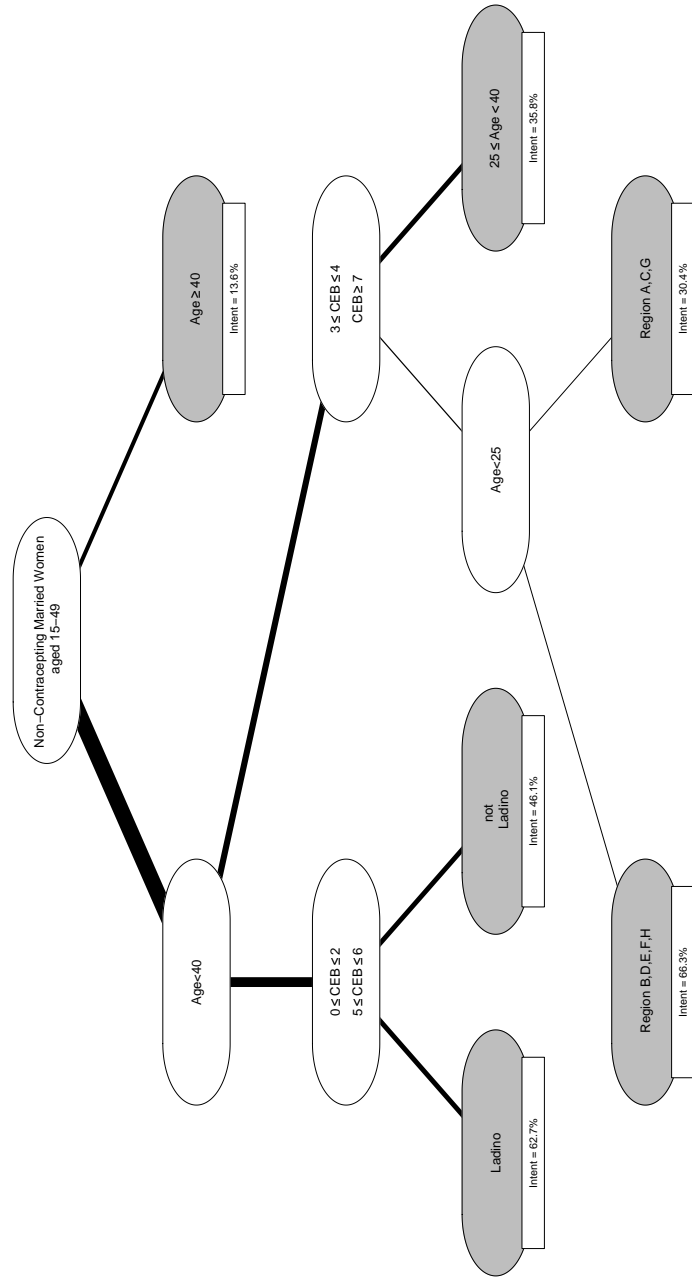 Non−Contracepting Married Women
aged 15−49
Age<40
Age ≥ 40
Intent = 13.6%
0 ≤ CEB ≤ 2
5 ≤ CEB ≤ 6
3 ≤ CEB ≤ 4
CEB ≥ 7
Ladino
Intent = 62.7%
not
Ladino
Intent = 46.1%
Age<25
25 ≤ Age < 40
Intent = 35.8%
Region B,D,E,F,H
Intent = 66.3%
Region A,C,G
Intent = 30.4%